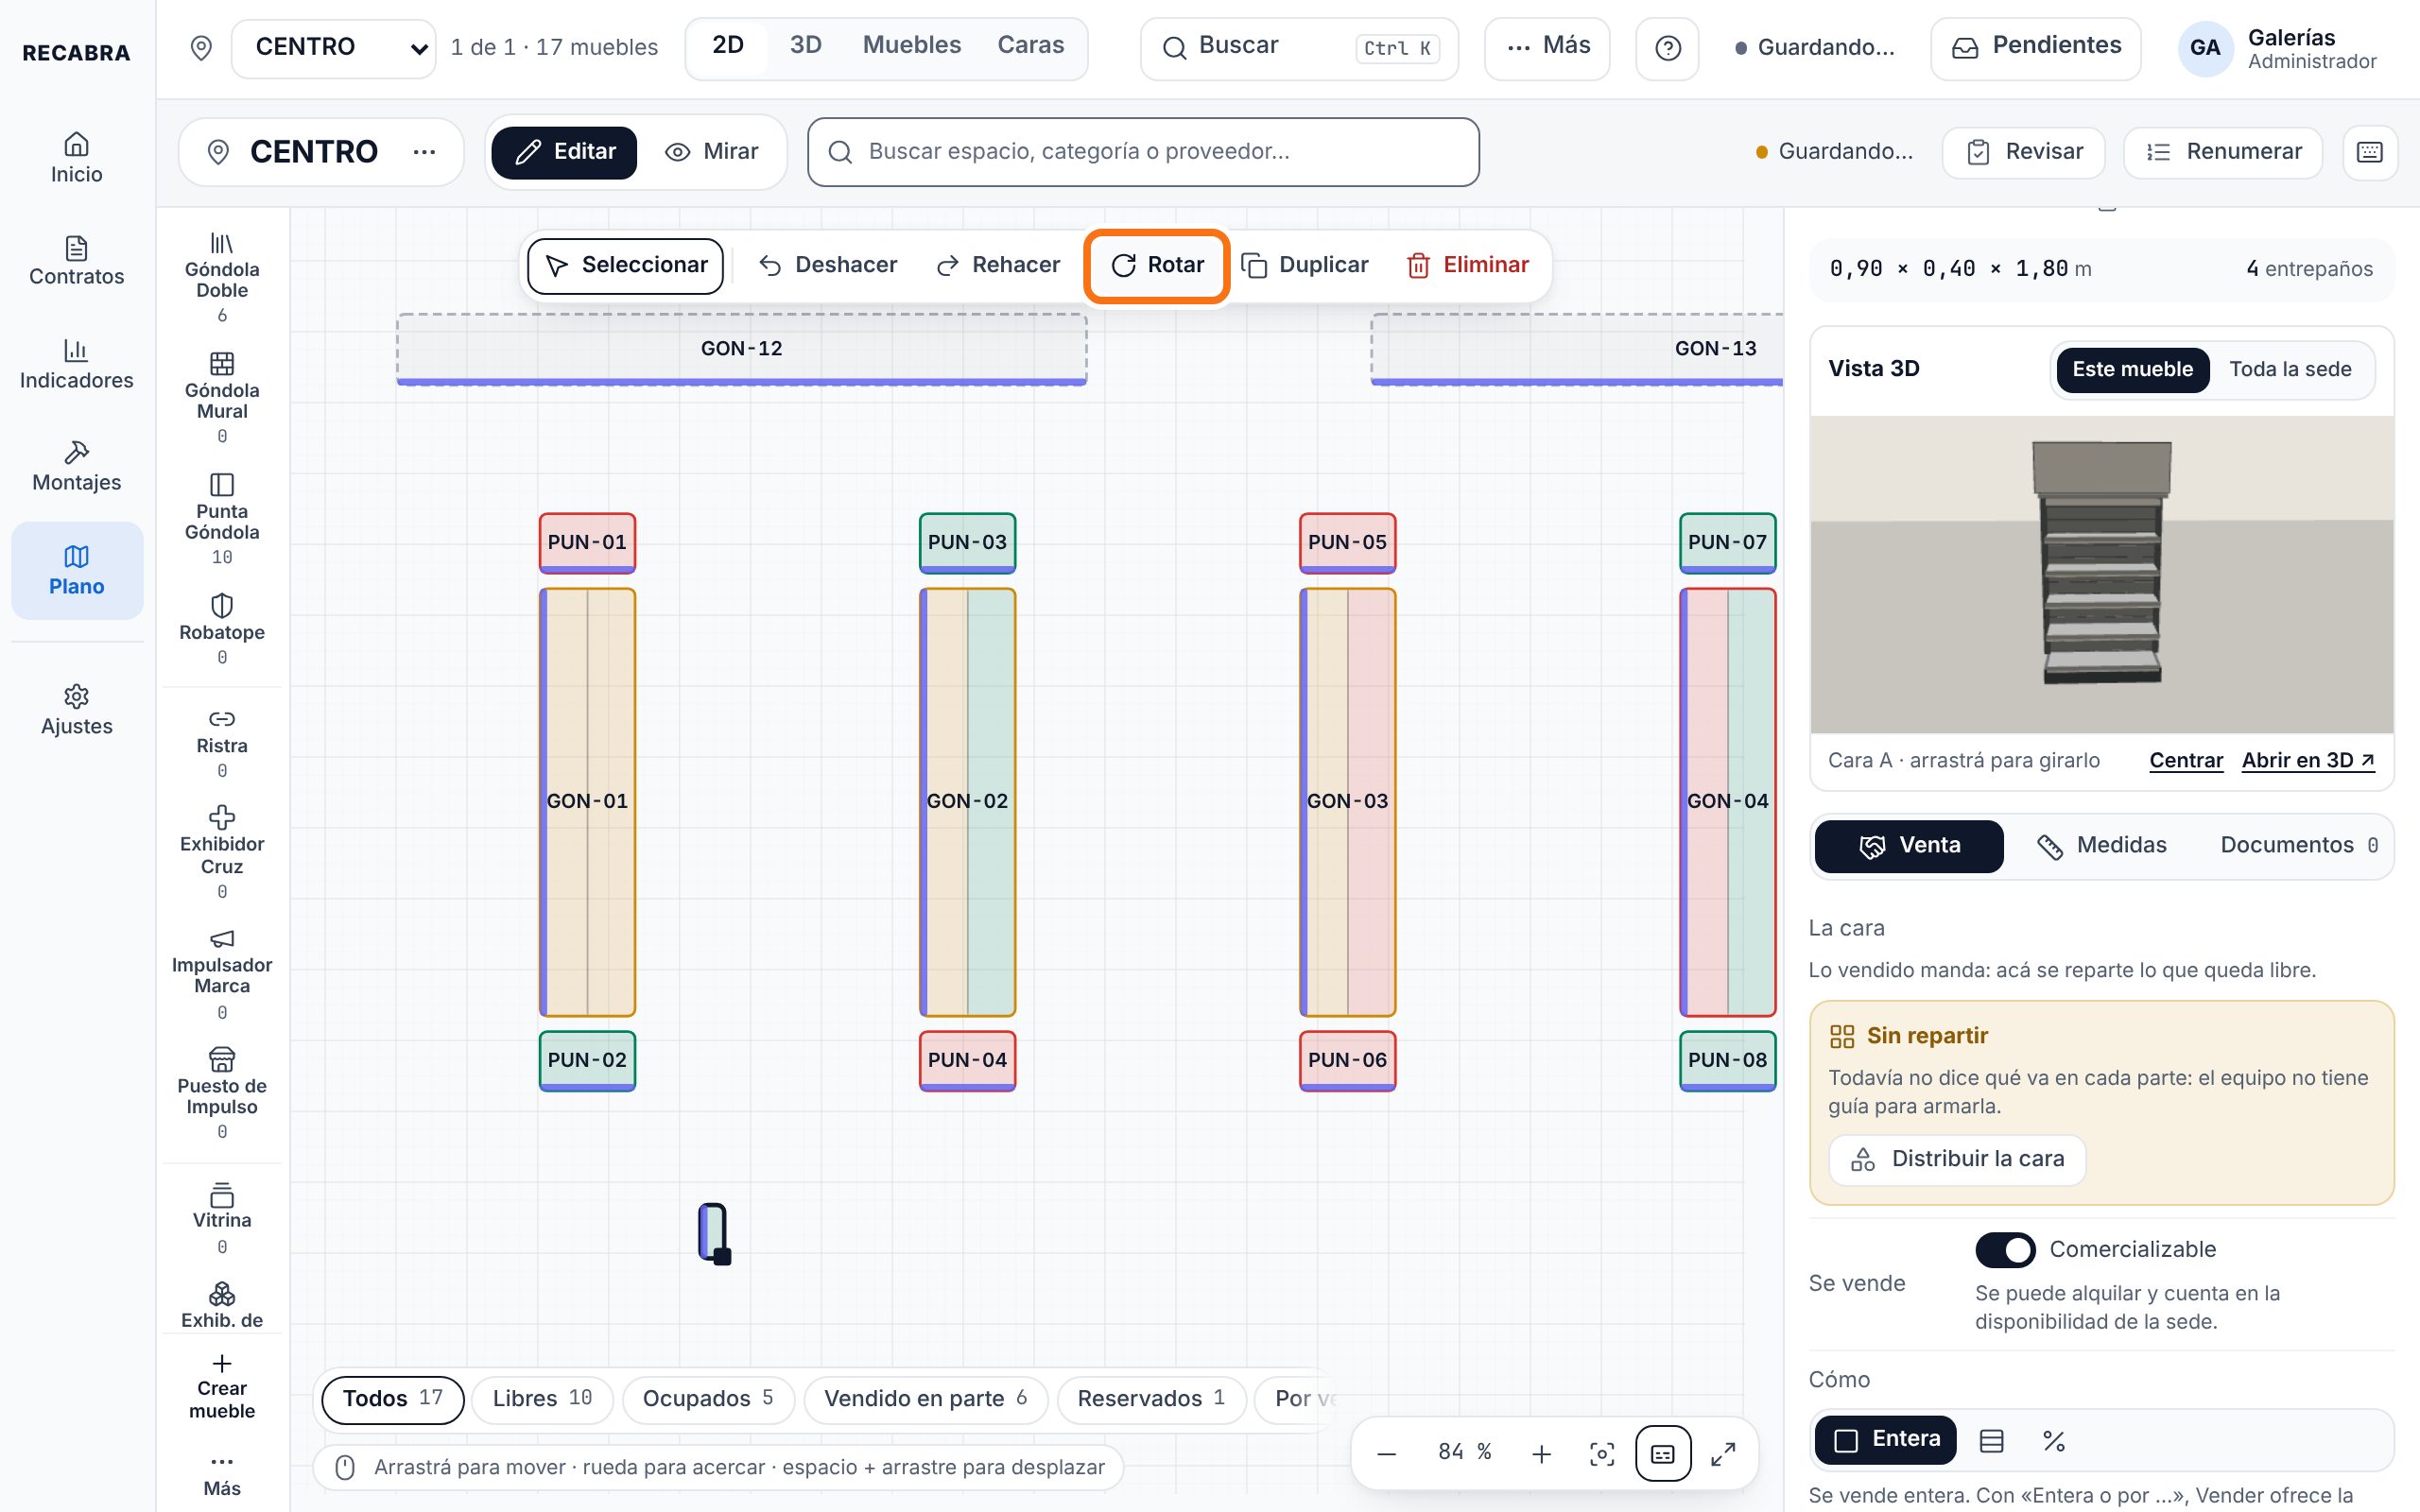 RECABRA
CENTRO
1 de 1 · 17 muebles
2D
3D
Muebles
Caras
Buscar
Ctrl K
Más
Guardando...
Pendientes
GA
Galerías
Administrador
Inicio
Contratos
Indicadores
Montajes
Plano
Ajustes
CENTRO
Editar
Mirar
Buscar espacio, categoría o proveedor...
Guardando...
Revisar
Renumerar
Góndola
Doble
6
Góndola
Mural
0
Punta
Góndola
10
Robatope
0
Ristra
0
Exhibidor
Cruz
0
Impulsador
Marca
0
Puesto de
Impulso
0
Vitrina
0
Exhib. de
Crear
mueble
Más
Seleccionar
Deshacer
Rehacer
Rotar
Duplicar
Eliminar
GON-12
GON-13
PUN-01
PUN-03
PUN-05
PUN-07
GON-01
GON-02
GON-03
GON-04
PUN-02
PUN-04
PUN-06
PUN-08
Todos 17
Libres 10
Ocupados 5
Vendido en parte 6
Reservados 1
Por ve
Arrastrá para mover · rueda para acercar · espacio + arrastre para desplazar
84 %
0,90 × 0,40 × 1,80 m
4 entrepaños
Vista 3D
Este mueble
Toda la sede
Cara A · arrastrá para girarlo
Centrar
Abrir en 3D ↗
Venta
Medidas
Documentos 0
La cara
Lo vendido manda: acá se reparte lo que queda libre.
Sin repartir
Todavía no dice qué va en cada parte: el equipo no tiene
guía para armarla.
Distribuir la cara
Se vende
Comercializable
Se puede alquilar y cuenta en la
disponibilidad de la sede.
Cómo
Entera
%
Se vende entera. Con «Entera o por ...», Vender ofrece la